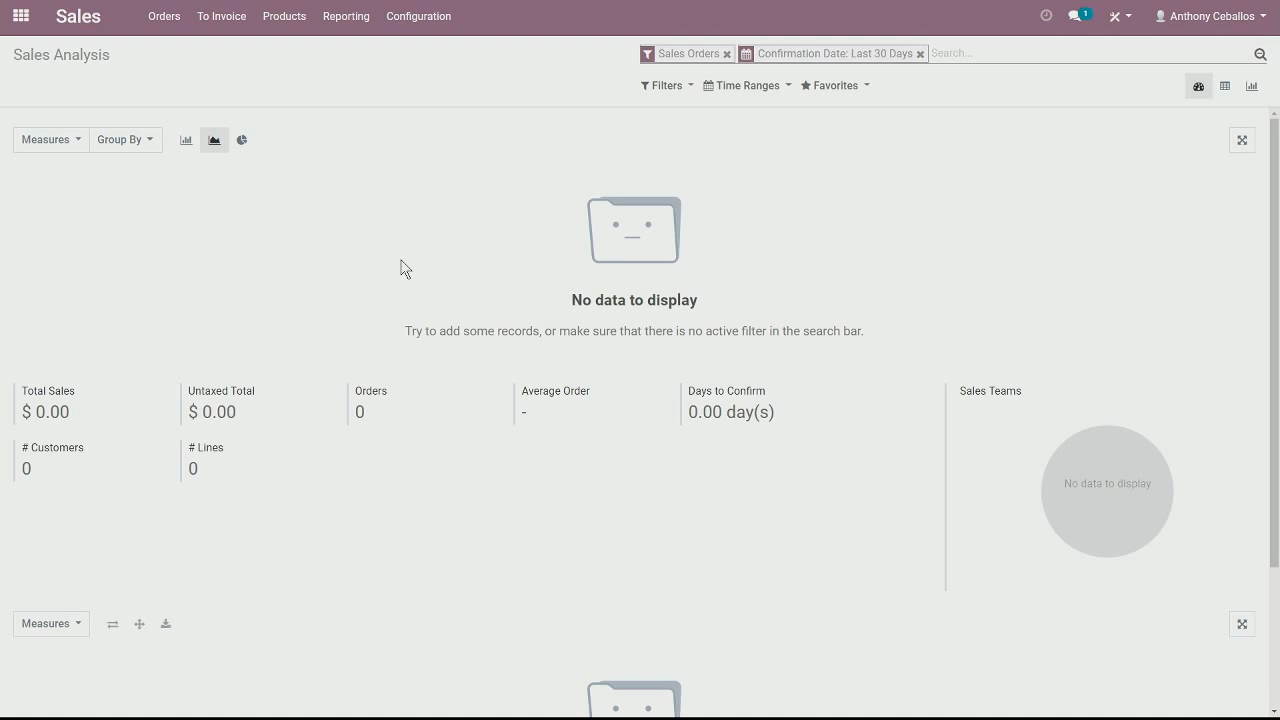 Sales Orders To Invoice Products Reporting Configuration 1 Anthony Ceballos
Sales Analysis Sales Orders Confirmation Date: Last 30 Days Search...
Filters Time Ranges Favorites
Measures Group By
No data to display
Try to add some records, or make sure that there is no active filter in the search bar.
Total Sales Untaxed Total Orders Average Order Days to Confirm Sales Teams
$ 0.00 $ 0.00 0 - 0.00 day(s)
# Customers # Lines
0 0
No data to display
Measures